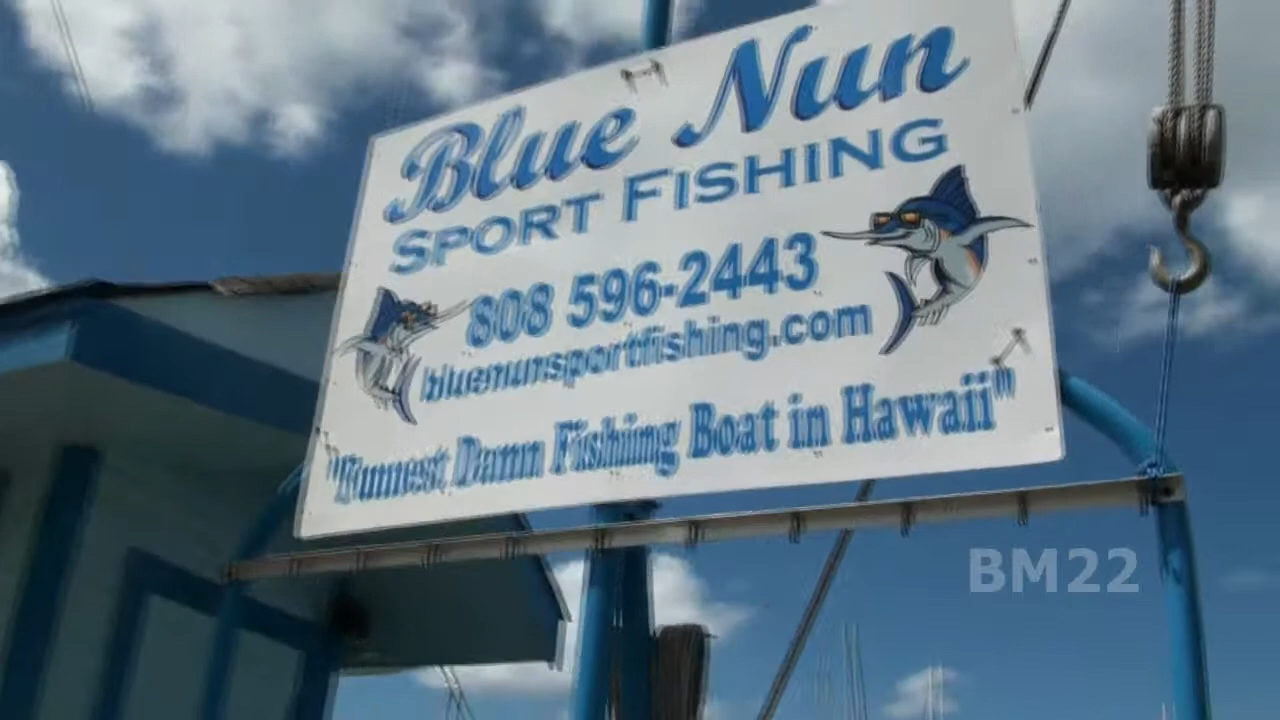 Blue Nun
SPORT FISHING
808 596-2443
bluenunsportfishing.com
"Funnest Damn Fishing Boat in Hawaii"
BM22